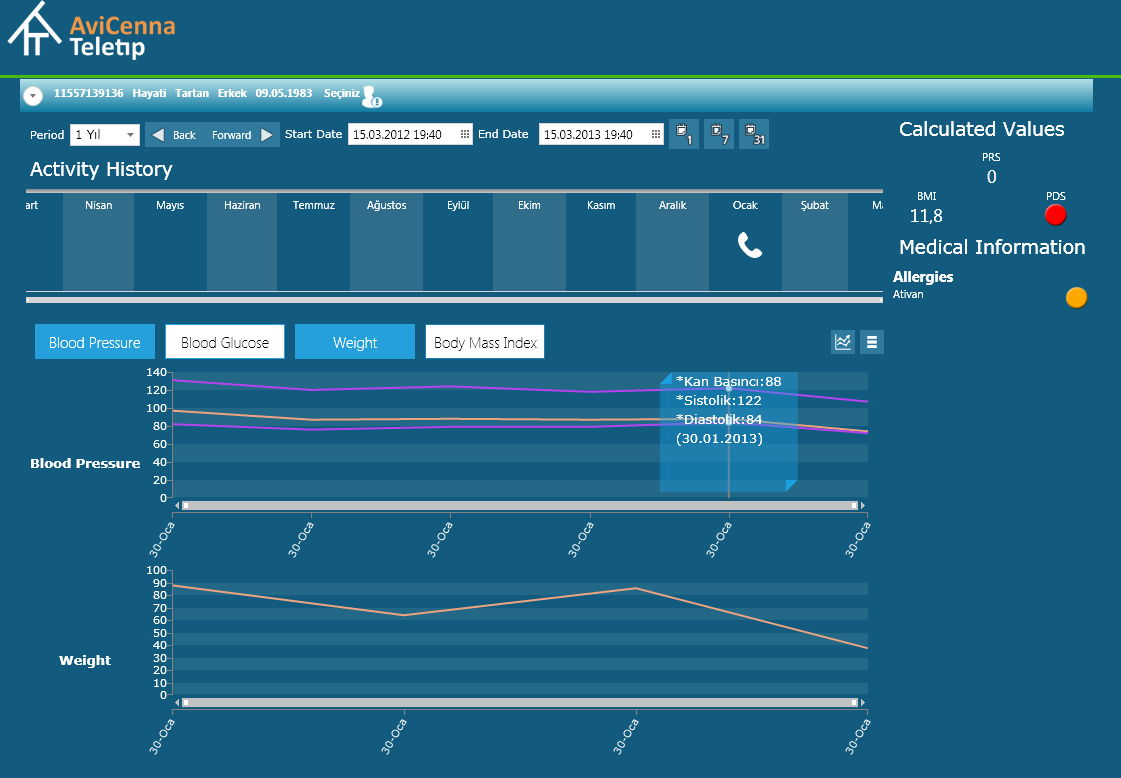 AviCenna
Teletıp
11557139136 Hayati Tartan Erkek 09.05.1983 Seçiniz
Period 1 Yıl Back Forward Start Date 15.03.2012 19:40 End Date 15.03.2013 19:40 1 7 31
Calculated Values
PRS
0
BMI PDS
11,8
Medical Information
Allergies
Ativan
Activity History
art Nisan Mayıs Haziran Temmuz Ağustos Eylül Ekim Kasım Aralık Ocak Şubat Ma
Blood Pressure Blood Glucose Weight Body Mass Index
Blood Pressure
140
120
100
80
60
40
20
0
*Kan Basıncı:88
*Sistolik:122
*Diastolik:84
(30.01.2013)
30-Oca 30-Oca 30-Oca 30-Oca 30-Oca 30-Oca
Weight
100
90
80
70
60
50
40
30
20
10
0
30-Oca 30-Oca 30-Oca 30-Oca